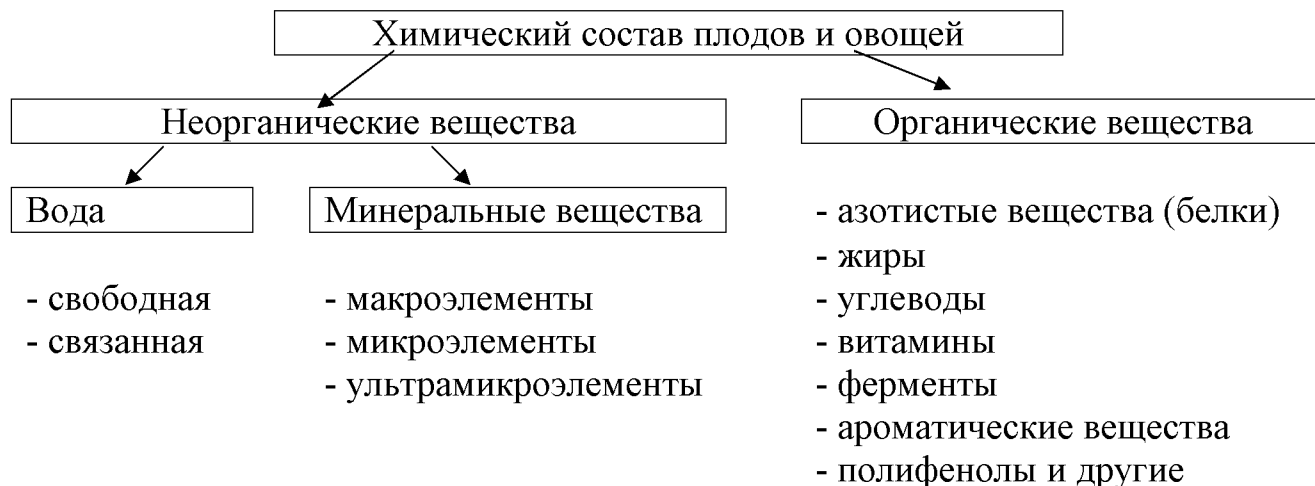 Химический состав плодов и овощей
Неорганические вещества
Органические вещества
Вода
Минеральные вещества
- свободная
- связанная
- макроэлементы
- микроэлементы
- ультрамикроэлементы
- азотистые вещества (белки)
- жиры
- углеводы
- витамины
- ферменты
- ароматические вещества
- полифенолы и другие